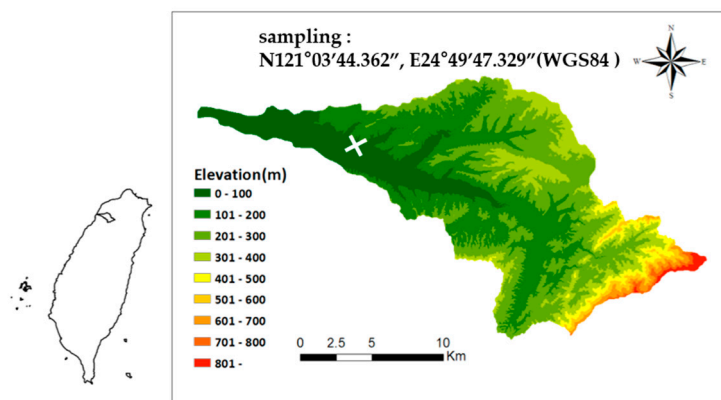 sampling :
N121°03′44.362″, E24°49′47.329″(WGS84 )
N
W E
S
Elevation(m)
0 - 100
101 - 200
201 - 300
301 - 400
401 - 500
501 - 600
601 - 700
701 - 800
801 -
0 2.5 5 10
Km